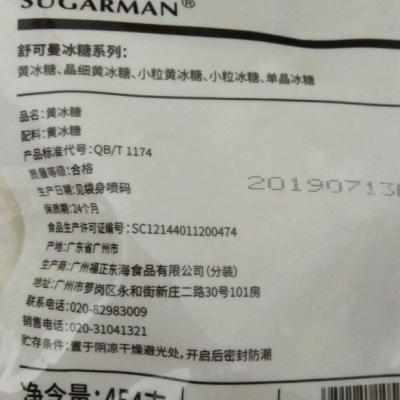 SUGARMAN®
舒可曼冰糖系列：
黄冰糖、晶细黄冰糖、小粒黄冰糖、小粒冰糖、单晶冰糖
品名：黄冰糖
配料：黄冰糖
产品标准代号：QB/T 1174
质量等级：合格
生产日期：见袋身喷码
20190713
保质期：24个月
食品生产许可证编号：SC12144011200474
产地：广东省广州市
生产商：广州福正东海食品有限公司（分装）
地址：广州市萝岗区永和街新庄二路30号101房
联系电话：020-82983009
销售电话：020-31041321
贮存条件：置于阴凉干燥避光处，开启后密封防潮
净含量：454克